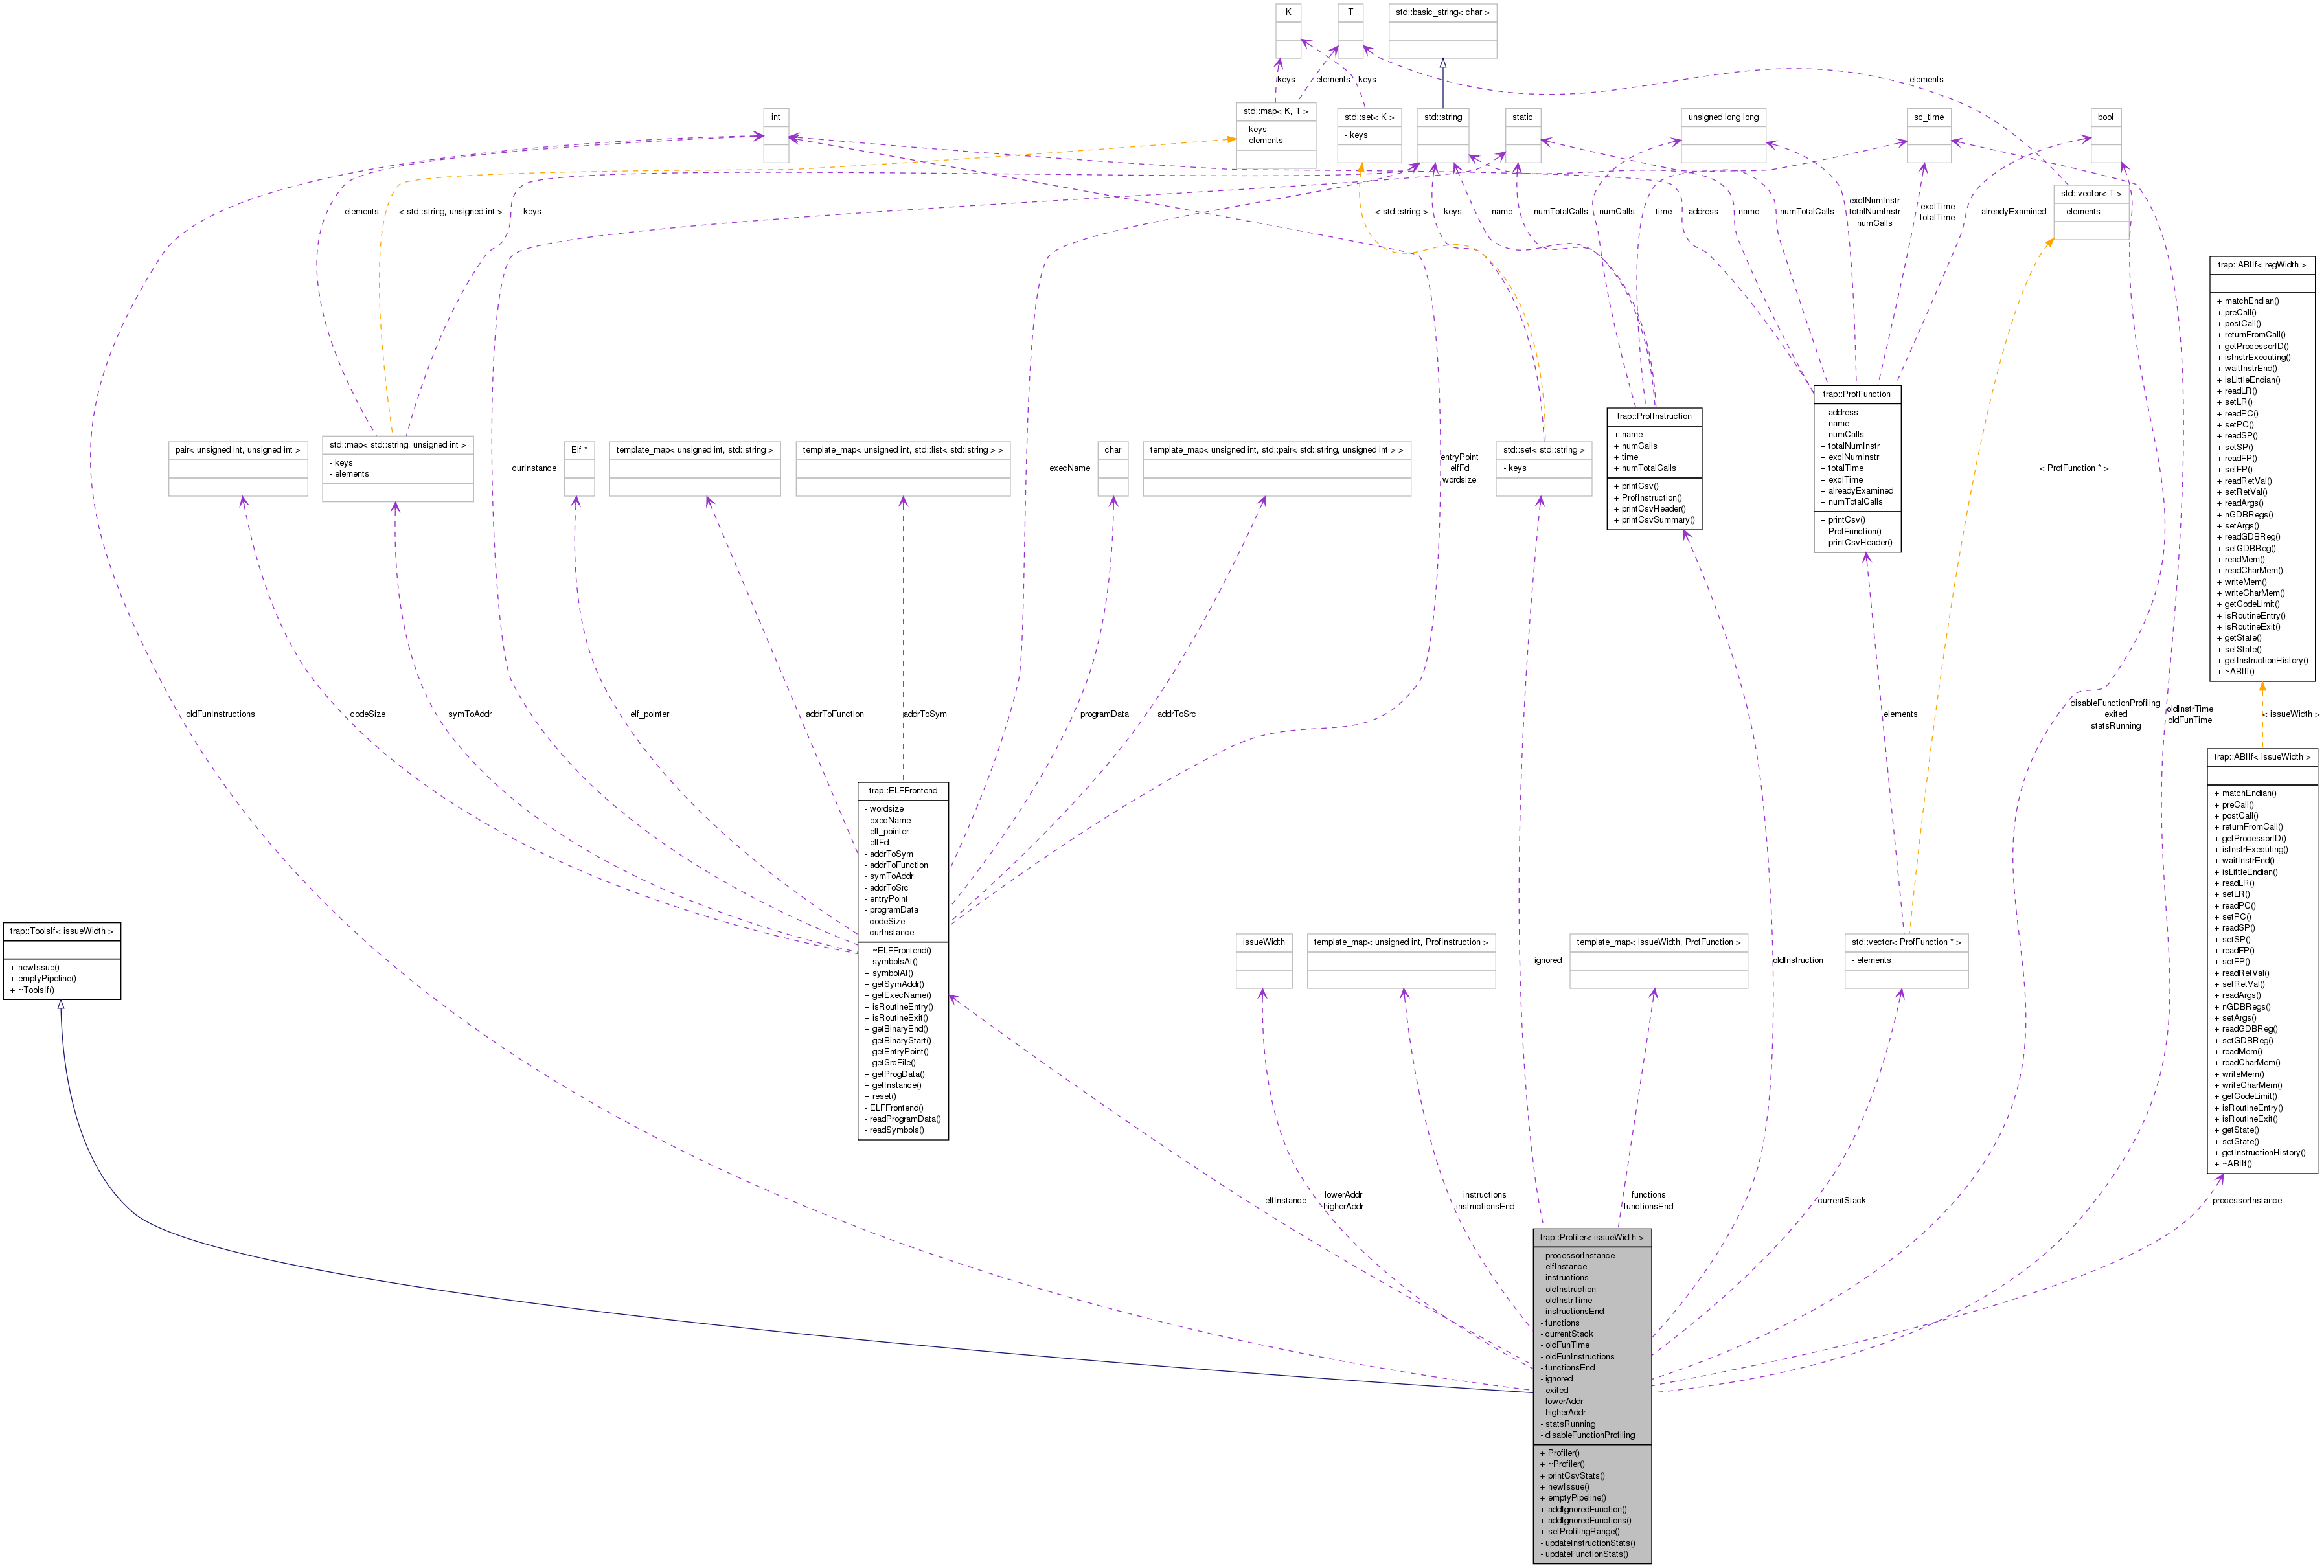 K
T
std::basic_string< char >
keys
elements
keys
elements
int
std::map< K, T >
- keys
- elements
std::set< K >
- keys
std::string
static
unsigned long long
sc_time
bool
std::vector< T >
- elements
elements
< std::string, unsigned int >
keys
< std::string >
keys
name
numTotalCalls
numCalls
time
address
name
numTotalCalls
exclNumInstr
totalNumInstr
numCalls
exclTime
totalTime
alreadyExamined
trap::ABIIf< regWidth >
+ matchEndian()
+ preCall()
+ postCall()
+ returnFromCall()
+ getProcessorID()
+ isInstrExecuting()
+ waitInstrEnd()
+ isLittleEndian()
+ readLR()
+ setLR()
+ readPC()
+ setPC()
+ readSP()
+ setSP()
+ readFP()
+ setFP()
+ readRetVal()
+ setRetVal()
+ readArgs()
+ nGDBRegs()
+ setArgs()
+ readGDBReg()
+ setGDBReg()
+ readMem()
+ readCharMem()
+ writeMem()
+ writeCharMem()
+ getCodeLimit()
+ isRoutineEntry()
+ isRoutineExit()
+ getState()
+ setState()
+ getInstructionHistory()
+ ~ABIIf()
pair< unsigned int, unsigned int >
std::map< std::string, unsigned int >
- keys
- elements
curInstance
Elf *
template_map< unsigned int, std::string >
template_map< unsigned int, std::list< std::string > >
execName
char
template_map< unsigned int, std::pair< std::string, unsigned int > >
entryPoint
elfFd
wordsize
std::set< std::string >
- keys
trap::ProfInstruction
+ name
+ numCalls
+ time
+ numTotalCalls
+ printCsv()
+ ProfInstruction()
+ printCsvHeader()
+ printCsvSummary()
trap::ProfFunction
+ address
+ name
+ numCalls
+ totalNumInstr
+ exclNumInstr
+ totalTime
+ exclTime
+ alreadyExamined
+ numTotalCalls
+ printCsv()
+ ProfFunction()
+ printCsvHeader()
< ProfFunction * >
oldFunInstructions
codeSize
symToAddr
elf_pointer
addrToFunction
addrToSym
programData
addrToSrc
elements
disableFunctionProfiling
exited
statsRunning
oldInstrTime
oldFunTime
< issueWidth >
trap::ABIIf< issueWidth >
+ matchEndian()
+ preCall()
+ postCall()
+ returnFromCall()
+ getProcessorID()
+ isInstrExecuting()
+ waitInstrEnd()
+ isLittleEndian()
+ readLR()
+ setLR()
+ readPC()
+ setPC()
+ readSP()
+ setSP()
+ readFP()
+ setFP()
+ readRetVal()
+ setRetVal()
+ readArgs()
+ nGDBRegs()
+ setArgs()
+ readGDBReg()
+ setGDBReg()
+ readMem()
+ readCharMem()
+ writeMem()
+ writeCharMem()
+ getCodeLimit()
+ isRoutineEntry()
+ isRoutineExit()
+ getState()
+ setState()
+ getInstructionHistory()
+ ~ABIIf()
trap::ELFFrontend
- wordsize
- execName
- elf_pointer
- elfFd
- addrToSym
- addrToFunction
- symToAddr
- addrToSrc
- entryPoint
- programData
- codeSize
- curInstance
+ ~ELFFrontend()
+ symbolsAt()
+ symbolAt()
+ getSymAddr()
+ getExecName()
+ isRoutineEntry()
+ isRoutineExit()
+ getBinaryEnd()
+ getBinaryStart()
+ getEntryPoint()
+ getSrcFile()
+ getProgData()
+ getInstance()
+ reset()
- ELFFrontend()
- readProgramData()
- readSymbols()
trap::ToolsIf< issueWidth >
+ newIssue()
+ emptyPipeline()
+ ~ToolsIf()
issueWidth
template_map< unsigned int, ProfInstruction >
ignored
template_map< issueWidth, ProfFunction >
oldInstruction
std::vector< ProfFunction * >
- elements
elfInstance
lowerAddr
higherAddr
instructions
instructionsEnd
functions
functionsEnd
currentStack
processorInstance
trap::Profiler< issueWidth >
- processorInstance
- elfInstance
- instructions
- oldInstruction
- oldInstrTime
- instructionsEnd
- functions
- currentStack
- oldFunTime
- oldFunInstructions
- functionsEnd
- ignored
- exited
- lowerAddr
- higherAddr
- statsRunning
- disableFunctionProfiling
+ Profiler()
+ ~Profiler()
+ printCsvStats()
+ newIssue()
+ emptyPipeline()
+ addIgnoredFunction()
+ addIgnoredFunctions()
+ setProfilingRange()
- updateInstructionStats()
- updateFunctionStats()